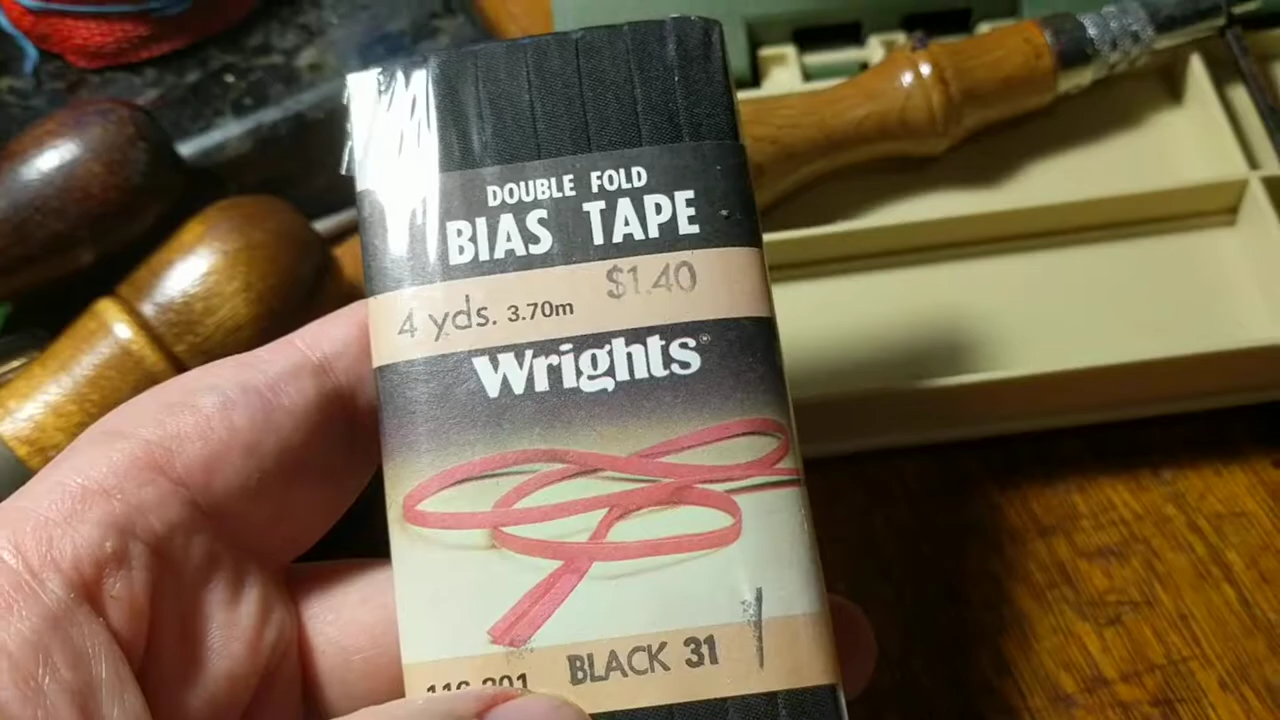 DOUBLE FOLD
BIAS TAPE
4 yds. 3.70m $1.40
Wrights®
BLACK 31